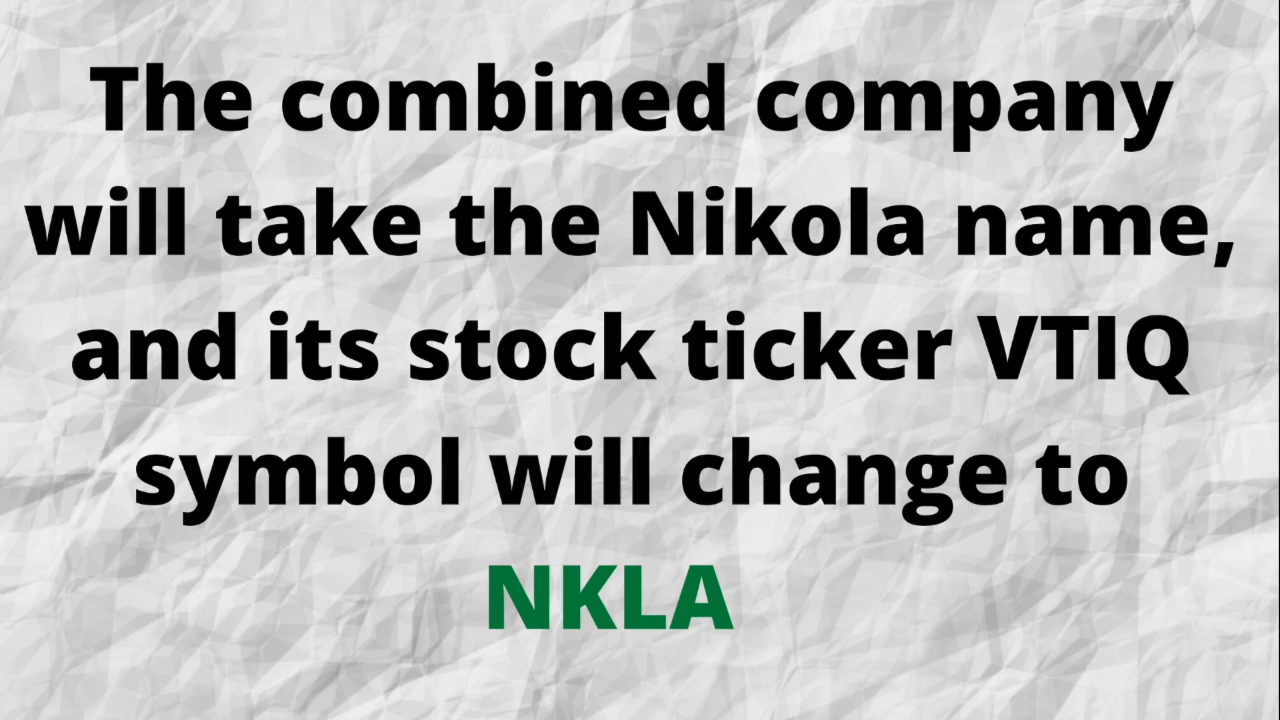 The combined company
will take the Nikola name,
and its stock ticker VTIQ
symbol will change to
NKLA